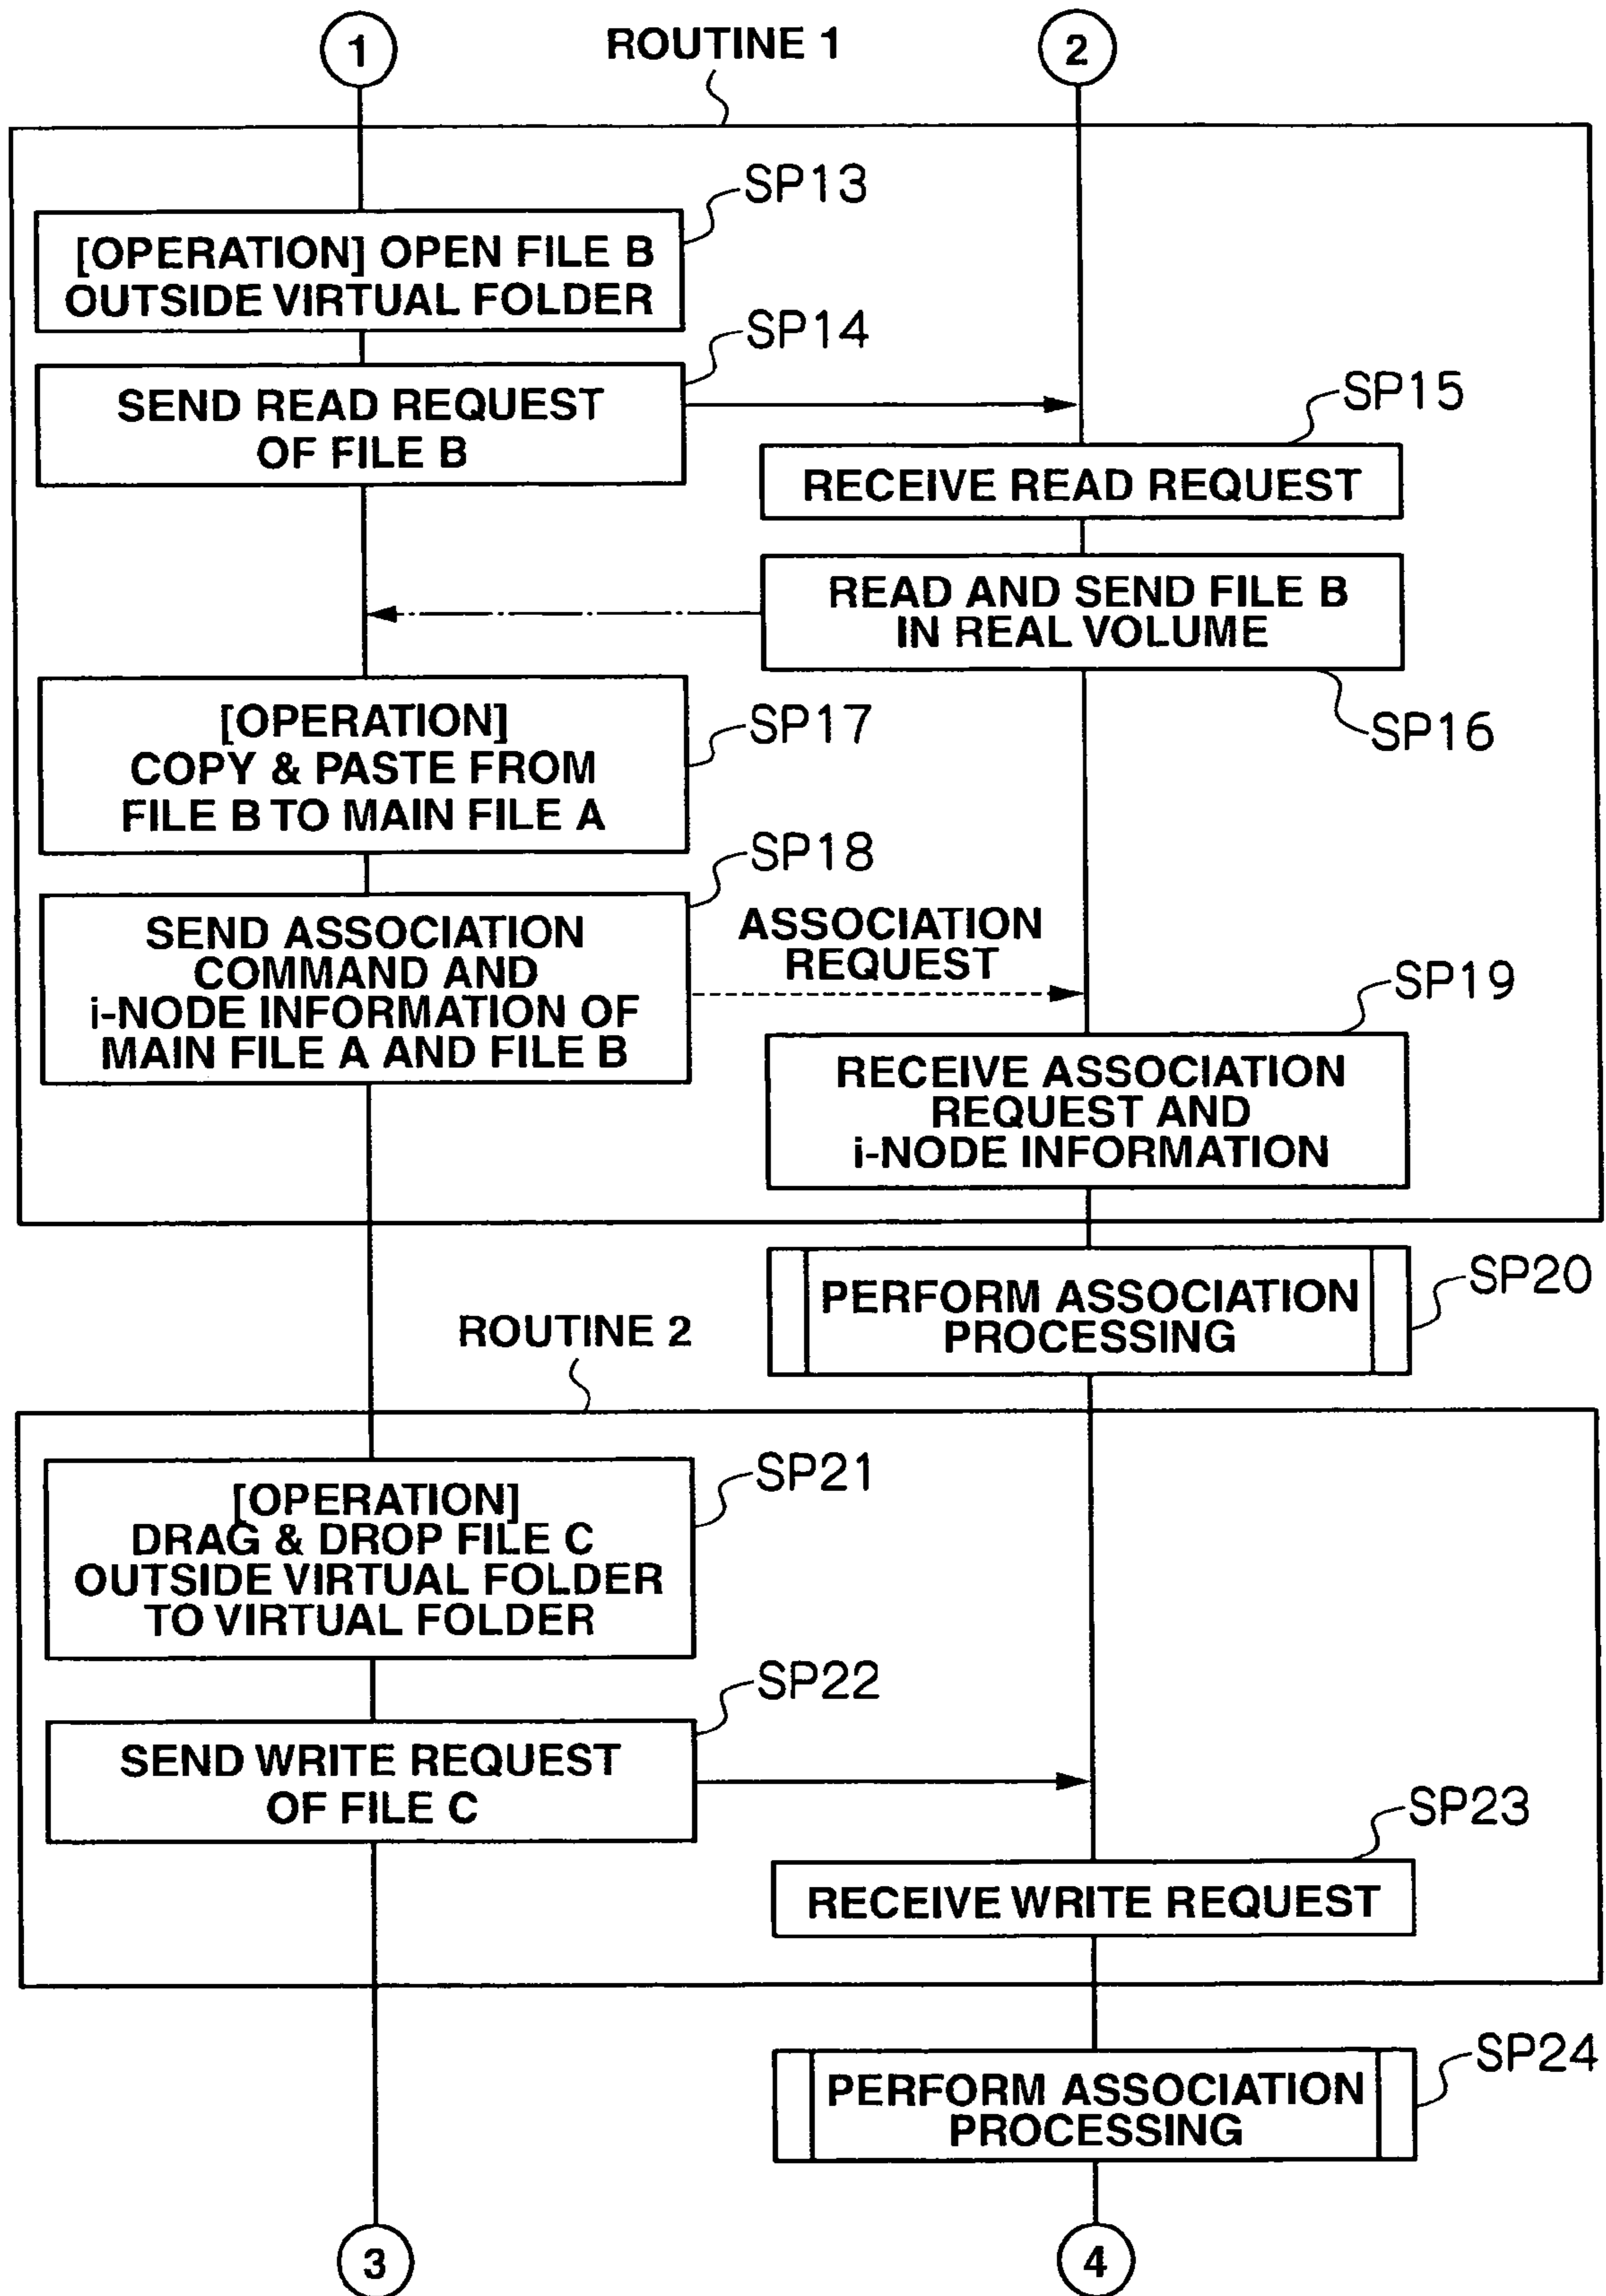 1
ROUTINE 1
2
SP13
[OPERATION] OPEN FILE B
OUTSIDE VIRTUAL FOLDER
SP14
SEND READ REQUEST
OF FILE B
SP15
RECEIVE READ REQUEST
READ AND SEND FILE B
IN REAL VOLUME
SP16
[OPERATION]
COPY & PASTE FROM
FILE B TO MAIN FILE A
SP17
SP18
SEND ASSOCIATION
COMMAND AND
i-NODE INFORMATION OF
MAIN FILE A AND FILE B
ASSOCIATION
REQUEST
SP19
RECEIVE ASSOCIATION
REQUEST AND
i-NODE INFORMATION
PERFORM ASSOCIATION
PROCESSING
SP20
ROUTINE 2
SP21
[OPERATION]
DRAG & DROP FILE C
OUTSIDE VIRTUAL FOLDER
TO VIRTUAL FOLDER
SP22
SEND WRITE REQUEST
OF FILE C
SP23
RECEIVE WRITE REQUEST
SP24
PERFORM ASSOCIATION
PROCESSING
3
4